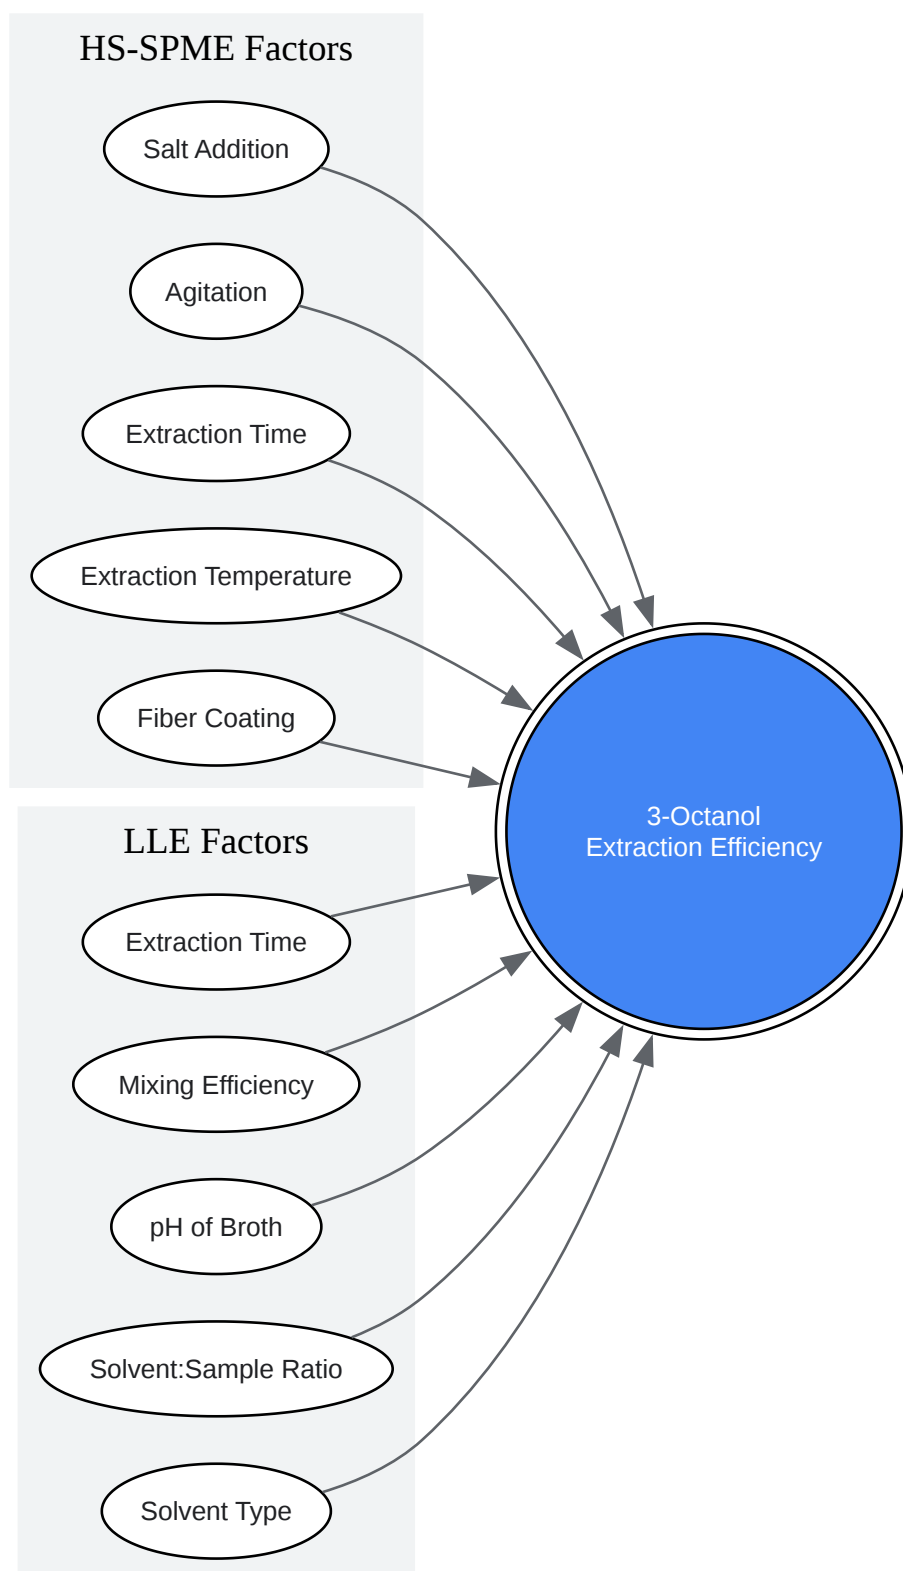 HS-SPME Factors
Salt Addition
Agitation
Extraction Time
Extraction Temperature
Fiber Coating
3-Octanol
Extraction Efficiency
LLE Factors
Extraction Time
Mixing Efficiency
pH of Broth
Solvent:Sample Ratio
Solvent Type